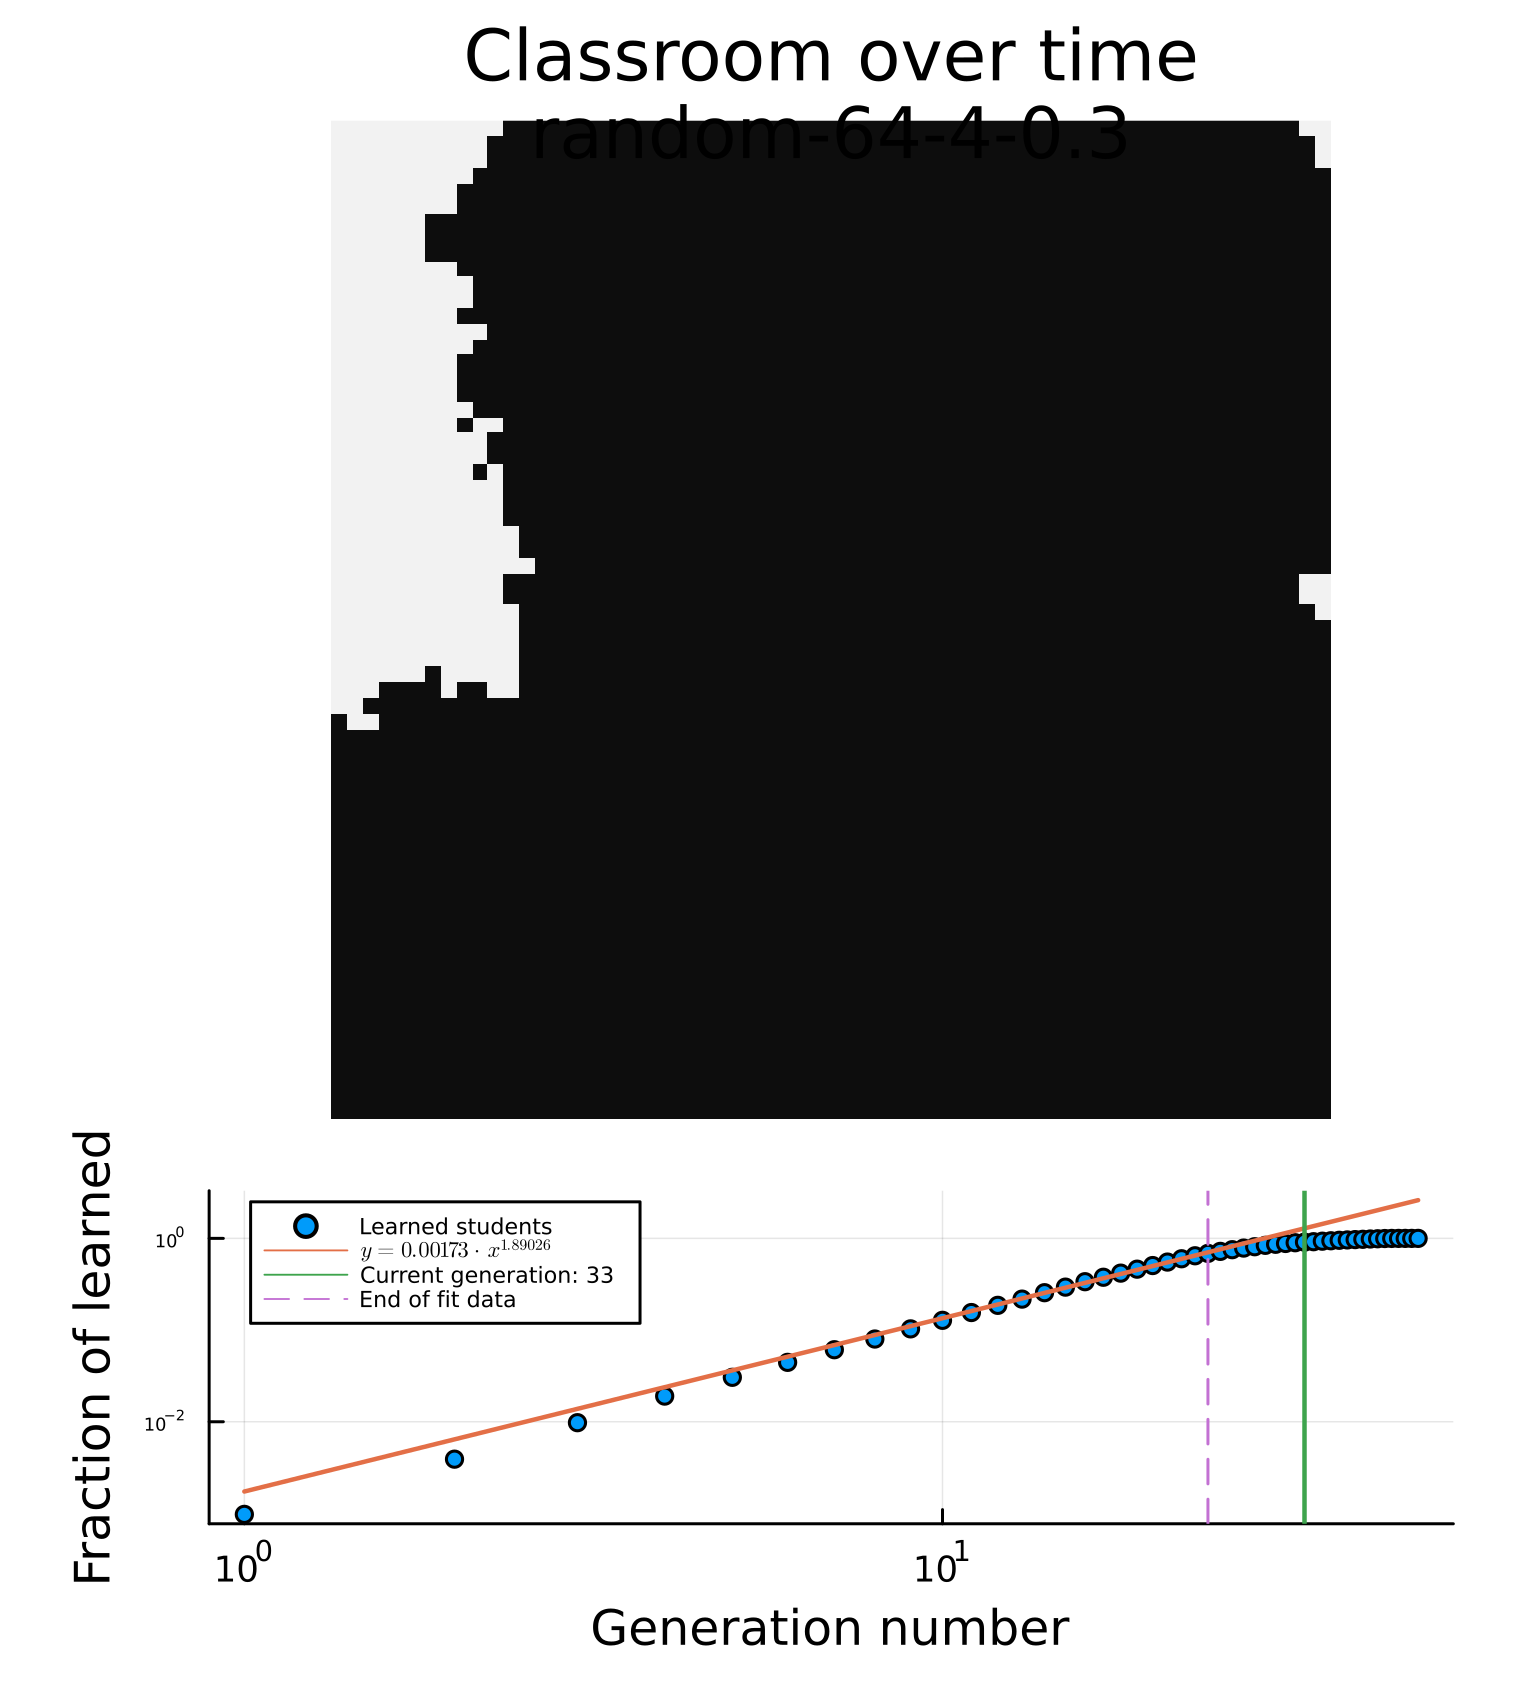 Classroom over time
random-64-4-0.3
Fraction of learned
10^0
10^−2
Learned students
y = 0.00173 · x^1.89026
Current generation: 33
End of fit data
10^0
10^1
Generation number